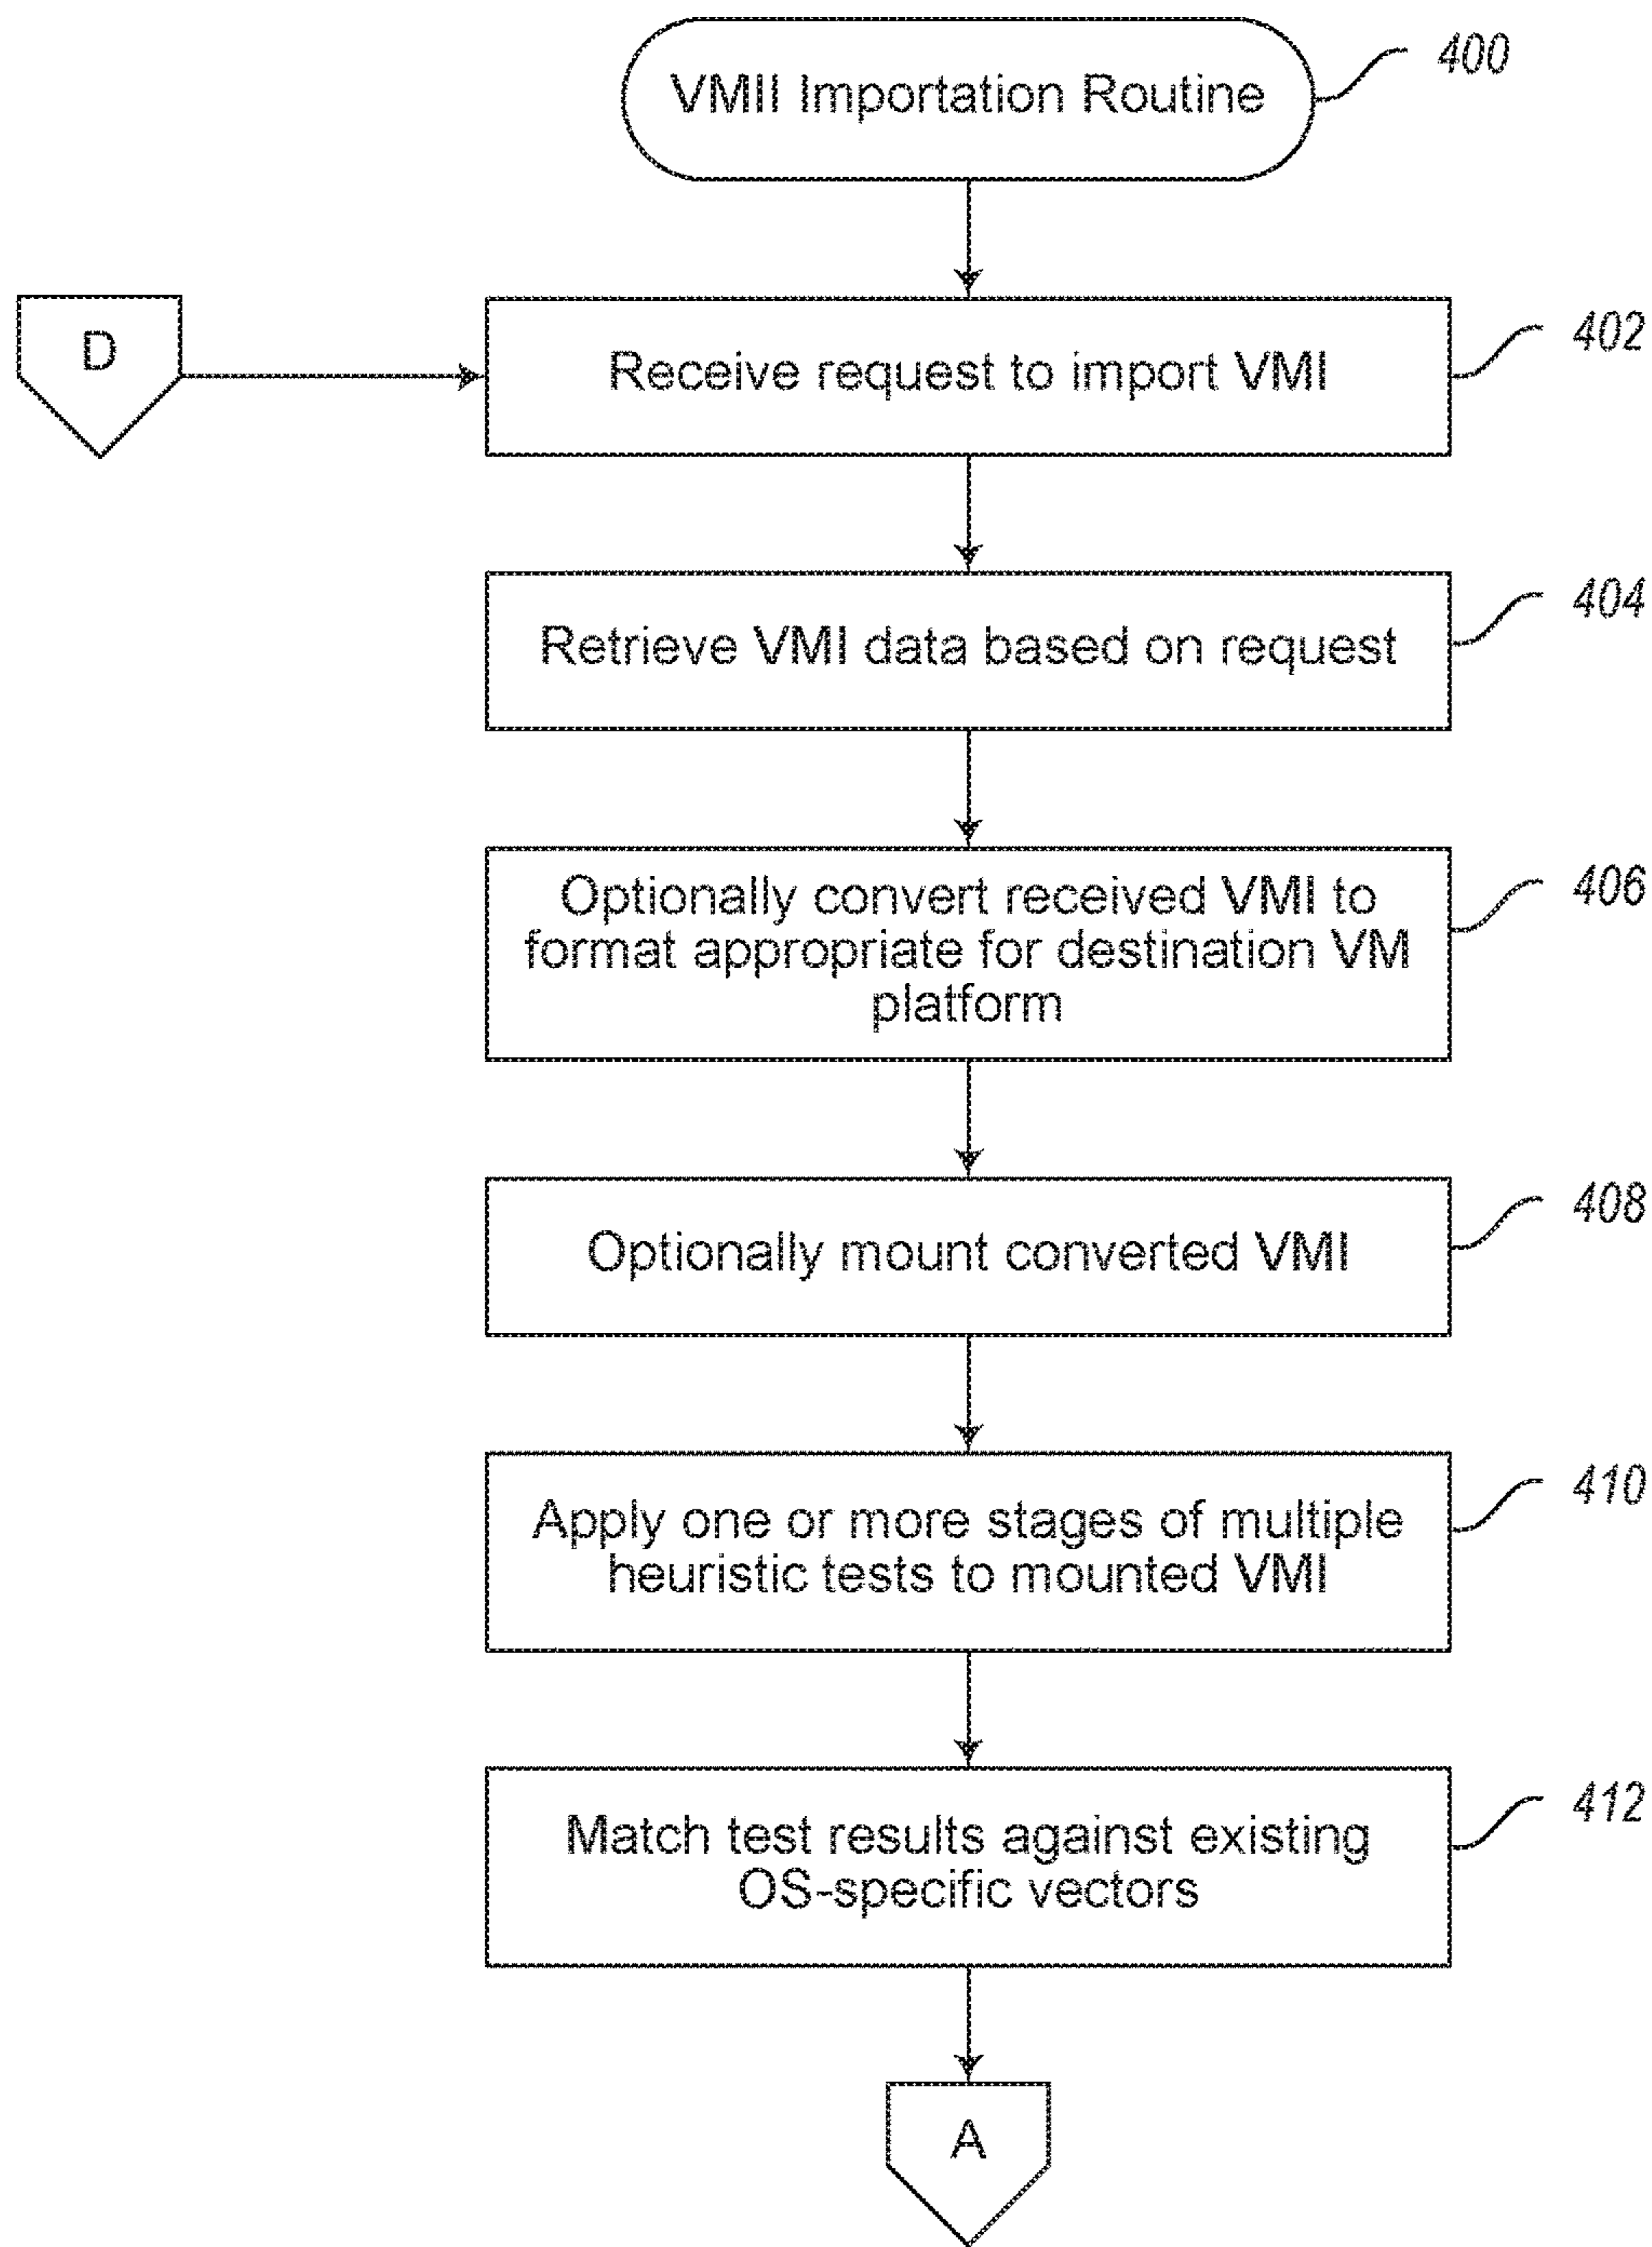 VMII Importation Routine
400
D
Receive request to import VMI
402
Retrieve VMI data based on request
404
Optionally convert received VMI to
format appropriate for destination VM
platform
406
Optionally mount converted VMI
408
Apply one or more stages of multiple
heuristic tests to mounted VMI
410
Match test results against existing
OS-specific vectors
412
A